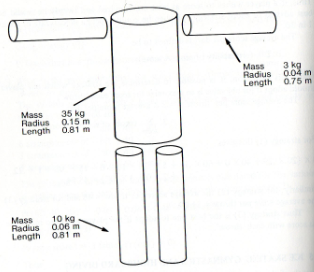 Mass 3 kg
Radius 0.04 m
Length 0.75 m
Mass 35 kg
Radius 0.15 m
Length 0.81 m
Mass 10 kg
Radius 0.06 m
Length 0.81 m